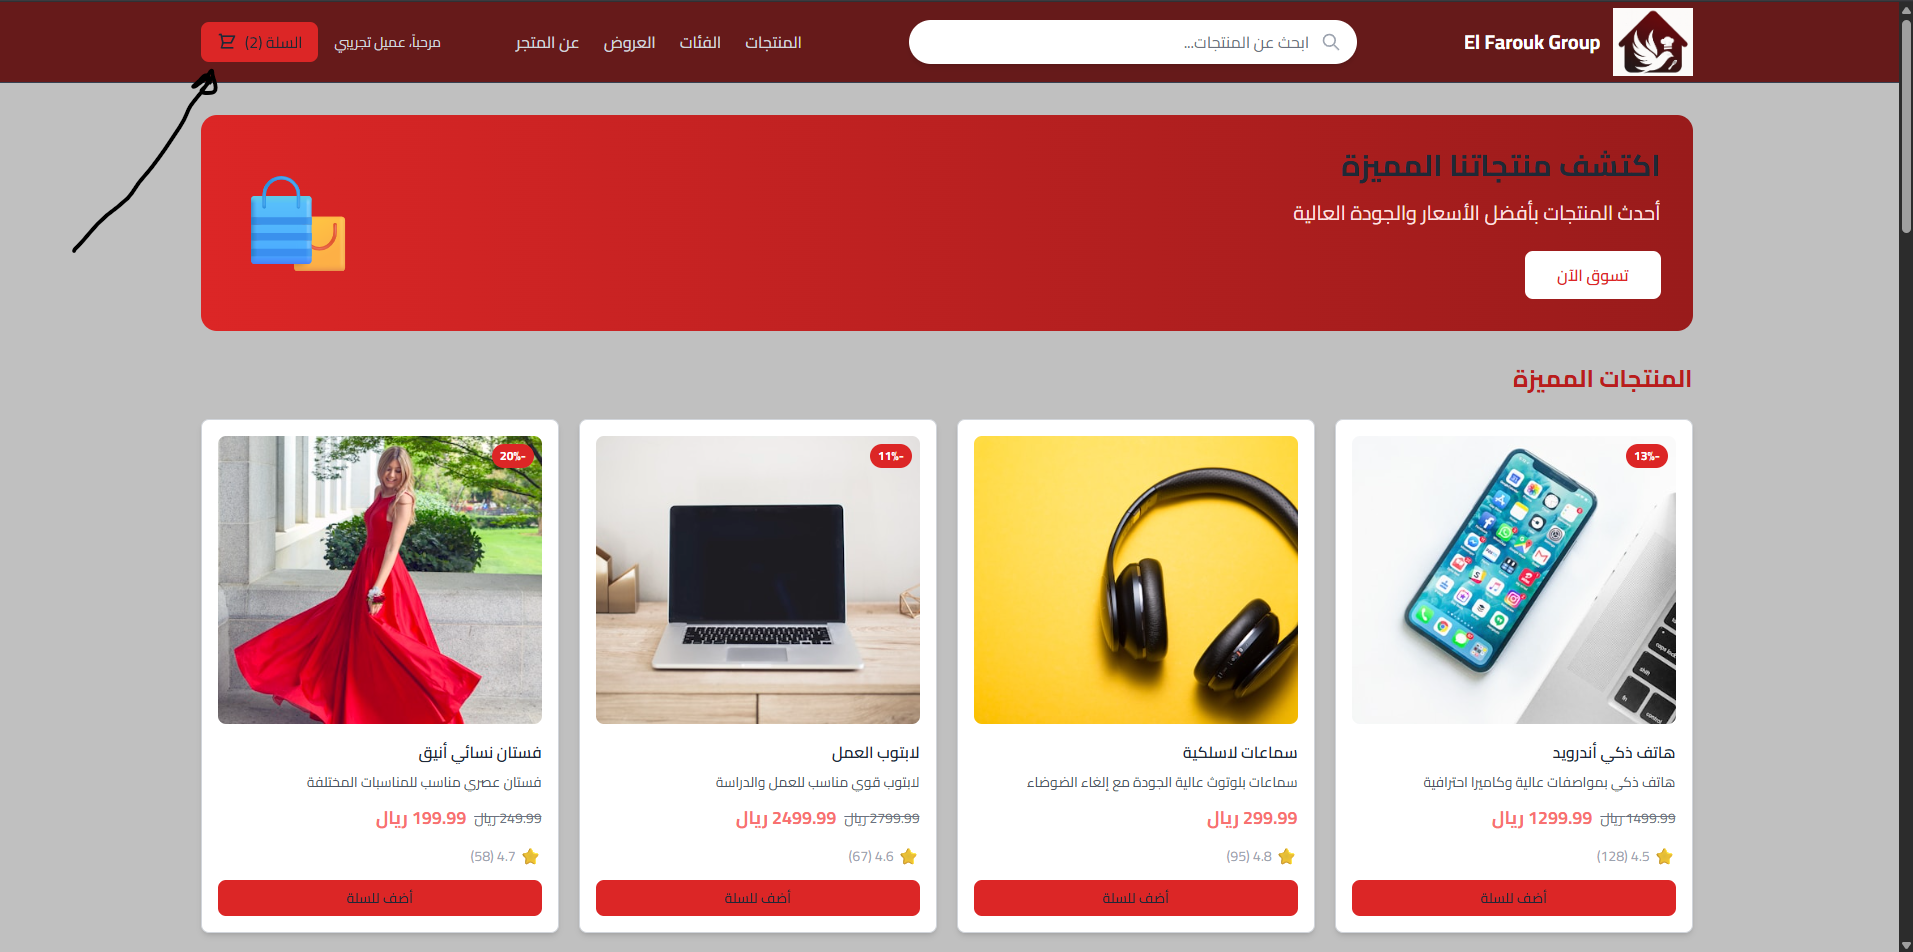 El Farouk Group
ابحث عن المنتجات...
المنتجات
الفئات
العروض
عن المتجر
مرحباً، عميل تجريبي
السلة (2)
اكتشف منتجاتنا المميزة
أحدث المنتجات بأفضل الأسعار والجودة العالية
تسوق الآن
المنتجات المميزة
13%-
هاتف ذكي أندرويد
هاتف ذكي بمواصفات عالية وكاميرا احترافية
1499.99 ريال 1299.99 ريال
4.5 (128)
أضف للسلة
سماعات لاسلكية
سماعات بلوتوث عالية الجودة مع إلغاء الضوضاء
299.99 ريال
4.8 (95)
أضف للسلة
11%-
لابتوب العمل
لابتوب قوي مناسب للعمل والدراسة
2799.99 ريال 2499.99 ريال
4.6 (67)
أضف للسلة
20%-
فستان نسائي أنيق
فستان عصري مناسب للمناسبات المختلفة
249.99 ريال 199.99 ريال
4.7 (58)
أضف للسلة